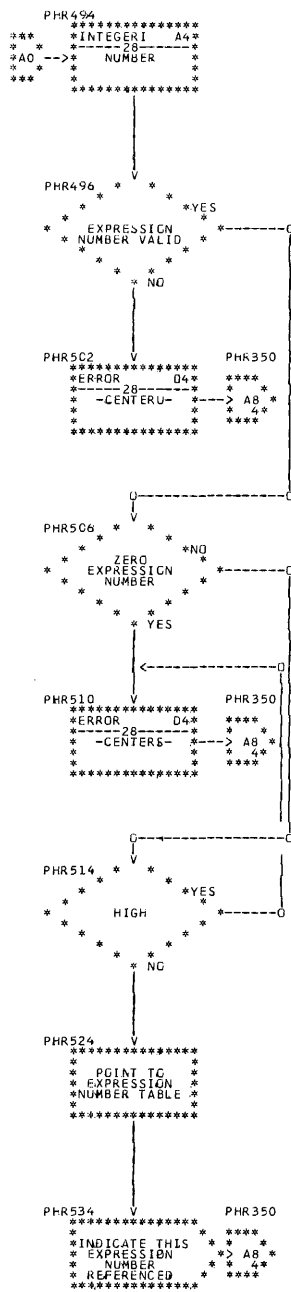 PHR494
INTEGERI A4
AO 28
NUMBER
PHR496
YES
EXPRESSION
NUMBER VALID
NO
PHR502 PHR350
ERROR D4
28
-CENTERU- A8
4
PHR506
NO
ZERO
EXPRESSION
NUMBER
YES
PHR510 PHR350
ERROR D4
28
-CENTERS- A8
4
PHR514
YES
HIGH
NO
PHR524
POINT TO
EXPRESSION
NUMBER TABLE
PHR534 PHR350
INDICATE THIS
EXPRESSION A8
NUMBER 4
REFERENCED